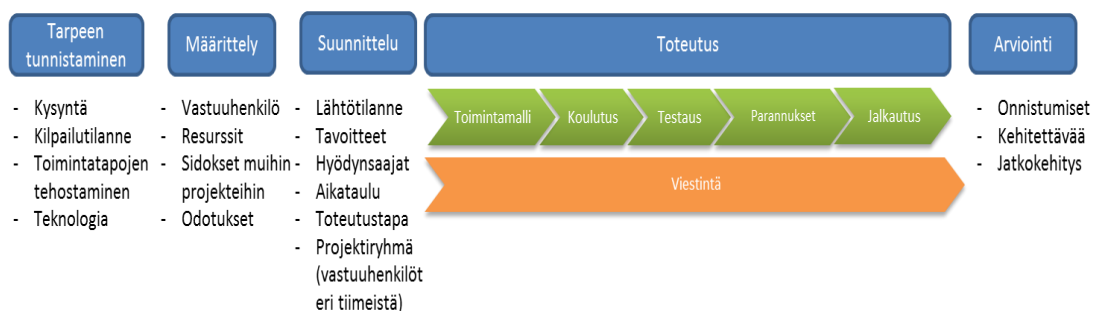 Tarpeen
tunnistaminen
- Kysyntä
- Kilpailutilanne
- Toimintatapojen
tehostaminen
- Teknologia
Määrittely
- Vastuuhenkilö
- Resurssit
- Sidokset muihin
projekteihin
- Odotukset
Suunnittelu
- Lähtötilanne
- Tavoitteet
- Hyödynsaajat
- Aikataulu
- Toteutustapa
- Projektiryhmä
(vastuuhenkilöt
eri tiimeistä)
Toteutus
Toimintamalli
Koulutus
Testaus
Parannukset
Jalkautus
Viestintä
Arviointi
- Onnistumiset
- Kehitettävää
- Jatkokehitys